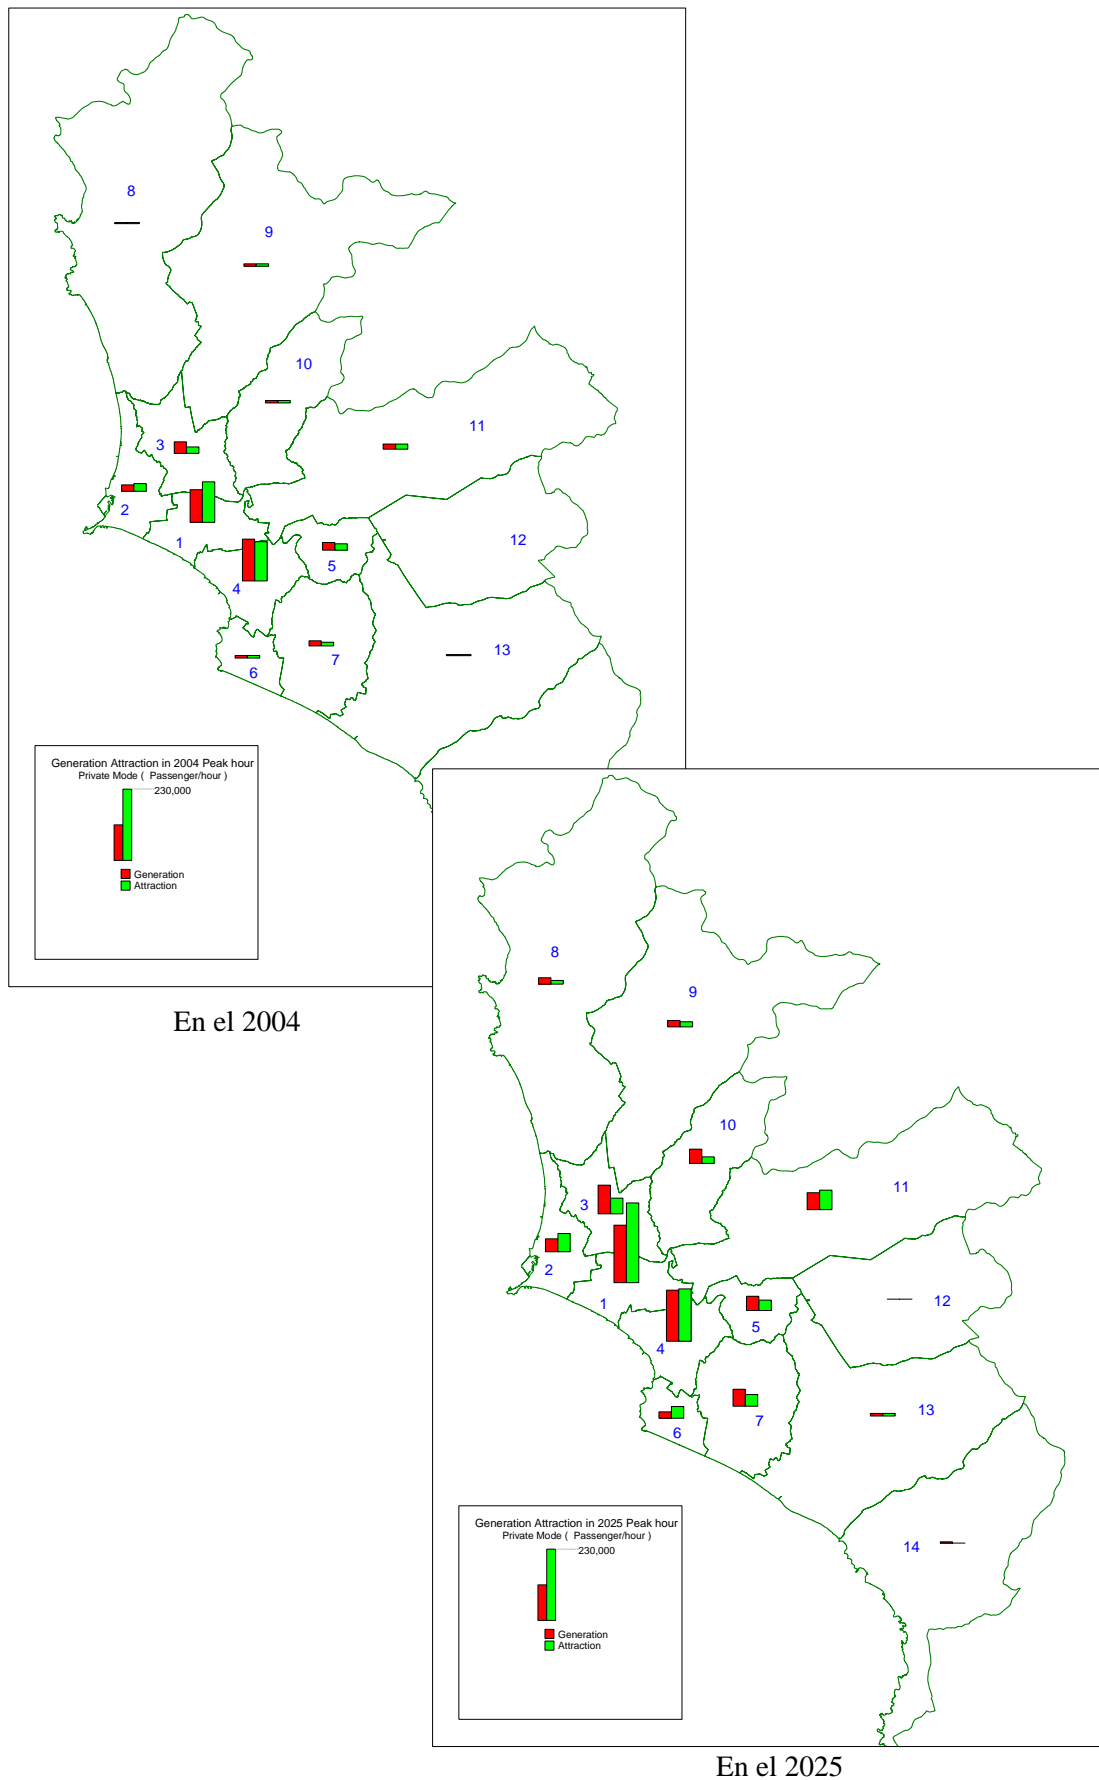 8
9
10
11
3
2
1
12
5
4
13
7
6
Generation Attraction in 2004 Peak hour
Private Mode ( Passenger/hour )
230,000
Generation
Attraction
En el 2004
8
9
10
11
3
2
1
12
5
4
13
7
6
14
Generation Attraction in 2025 Peak hour
Private Mode ( Passenger/hour )
230,000
Generation
Attraction
En el 2025